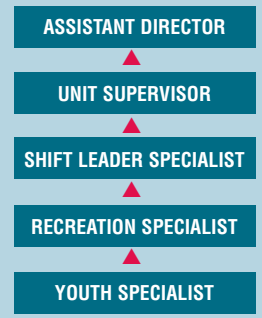 ASSISTANT DIRECTOR
UNIT SUPERVISOR
SHIFT LEADER SPECIALIST
RECREATION SPECIALIST
YOUTH SPECIALIST